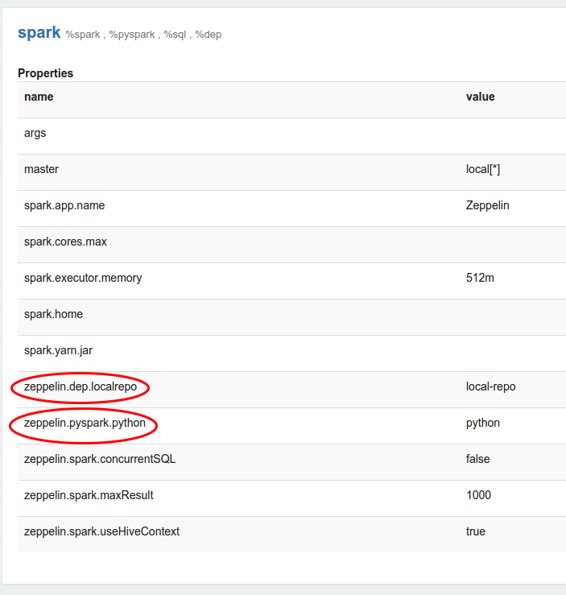 spark %spark , %pyspark , %sql , %dep
Properties
name value
args
master local[*]
spark.app.name Zeppelin
spark.cores.max
spark.executor.memory 512m
spark.home
spark.yarn.jar
zeppelin.dep.localrepo local-repo
zeppelin.pyspark.python python
zeppelin.spark.concurrentSQL false
zeppelin.spark.maxResult 1000
zeppelin.spark.useHiveContext true